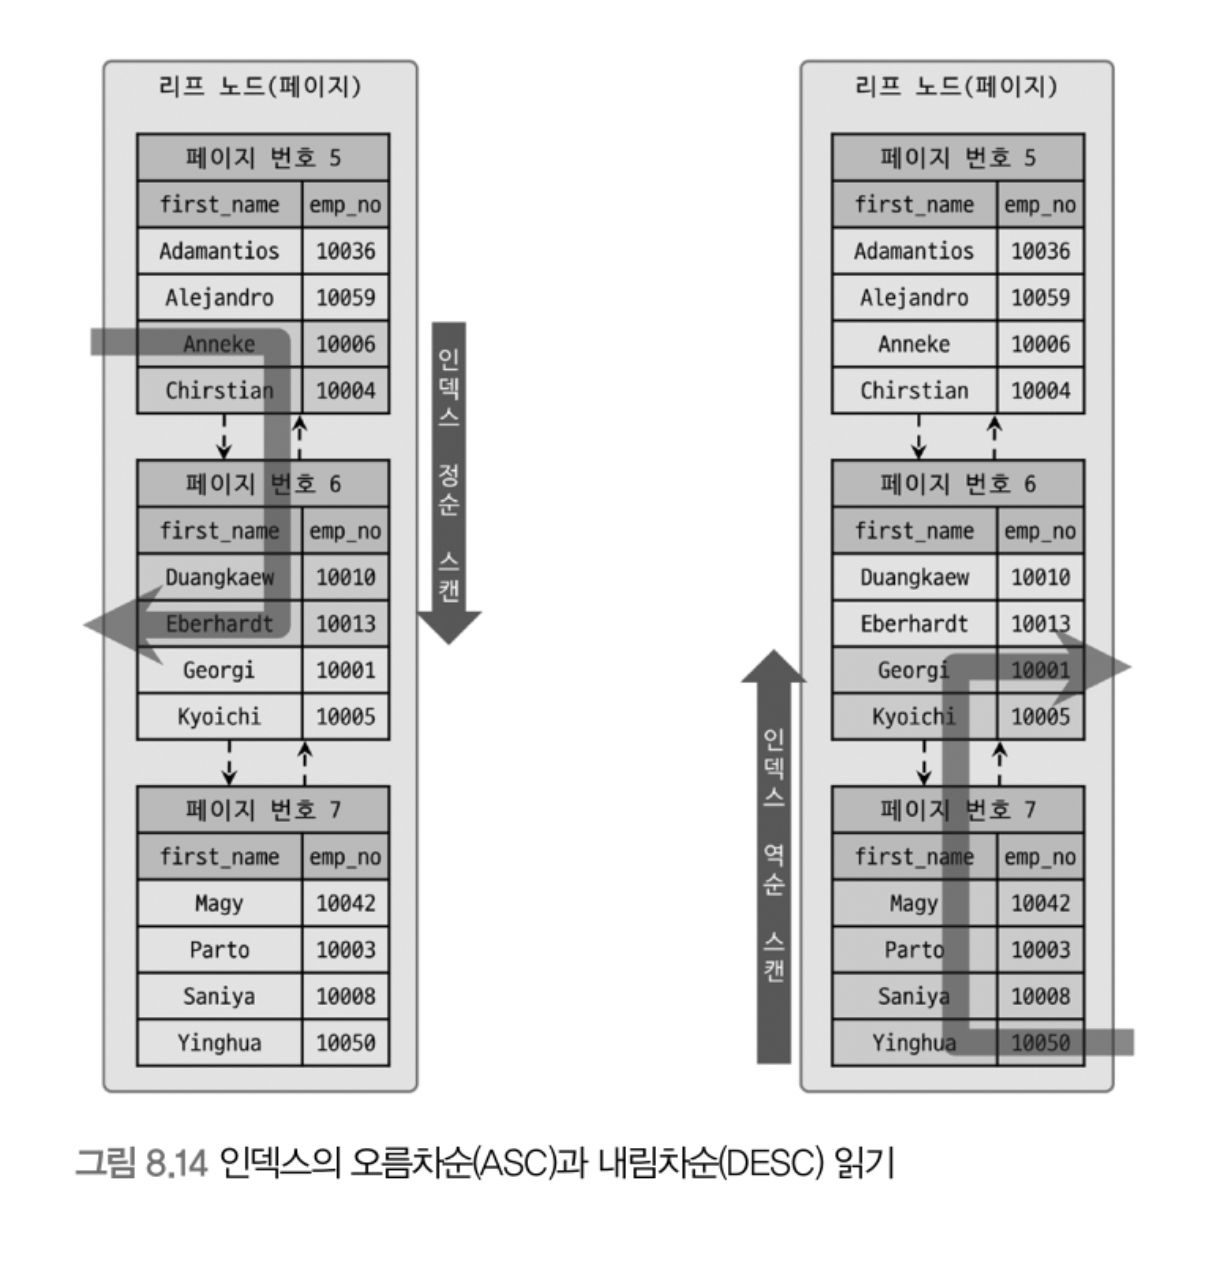 리프 노드(페이지)
페이지 번호 5
first_name emp_no
Adamantios 10036
Alejandro 10059
Anneke 10006
Chirstian 10004
페이지 번호 6
first_name emp_no
Duangkaew 10010
Eberhardt 10013
Georgi 10001
Kyoichi 10005
페이지 번호 7
first_name emp_no
Magy 10042
Parto 10003
Saniya 10008
Yinghua 10050
인덱스 정순 스캔
인덱스 역순 스캔
리프 노드(페이지)
페이지 번호 5
first_name emp_no
Adamantios 10036
Alejandro 10059
Anneke 10006
Chirstian 10004
페이지 번호 6
first_name emp_no
Duangkaew 10010
Eberhardt 10013
Georgi 10001
Kyoichi 10005
페이지 번호 7
first_name emp_no
Magy 10042
Parto 10003
Saniya 10008
Yinghua 10050
그림 8.14 인덱스의 오름차순(ASC)과 내림차순(DESC) 읽기